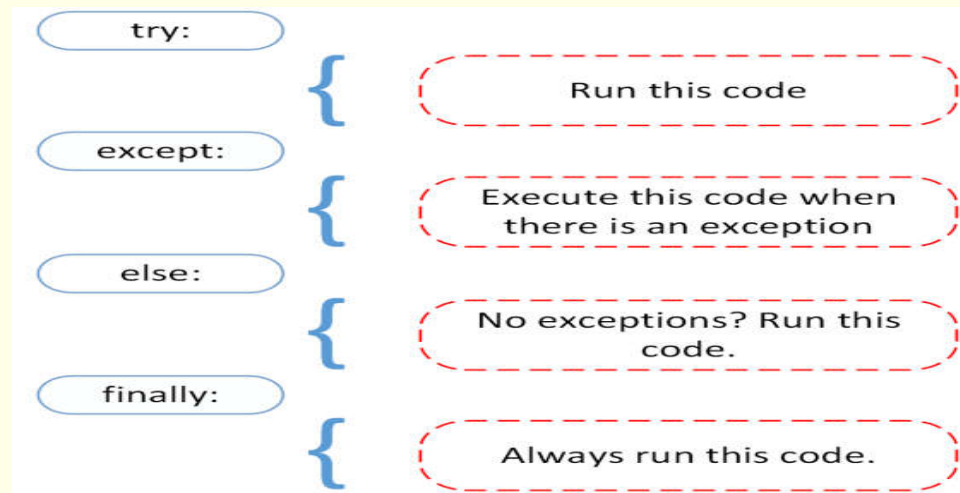 try:
Run this code
except:
Execute this code when
there is an exception
else:
No exceptions? Run this
code.
finally:
Always run this code.